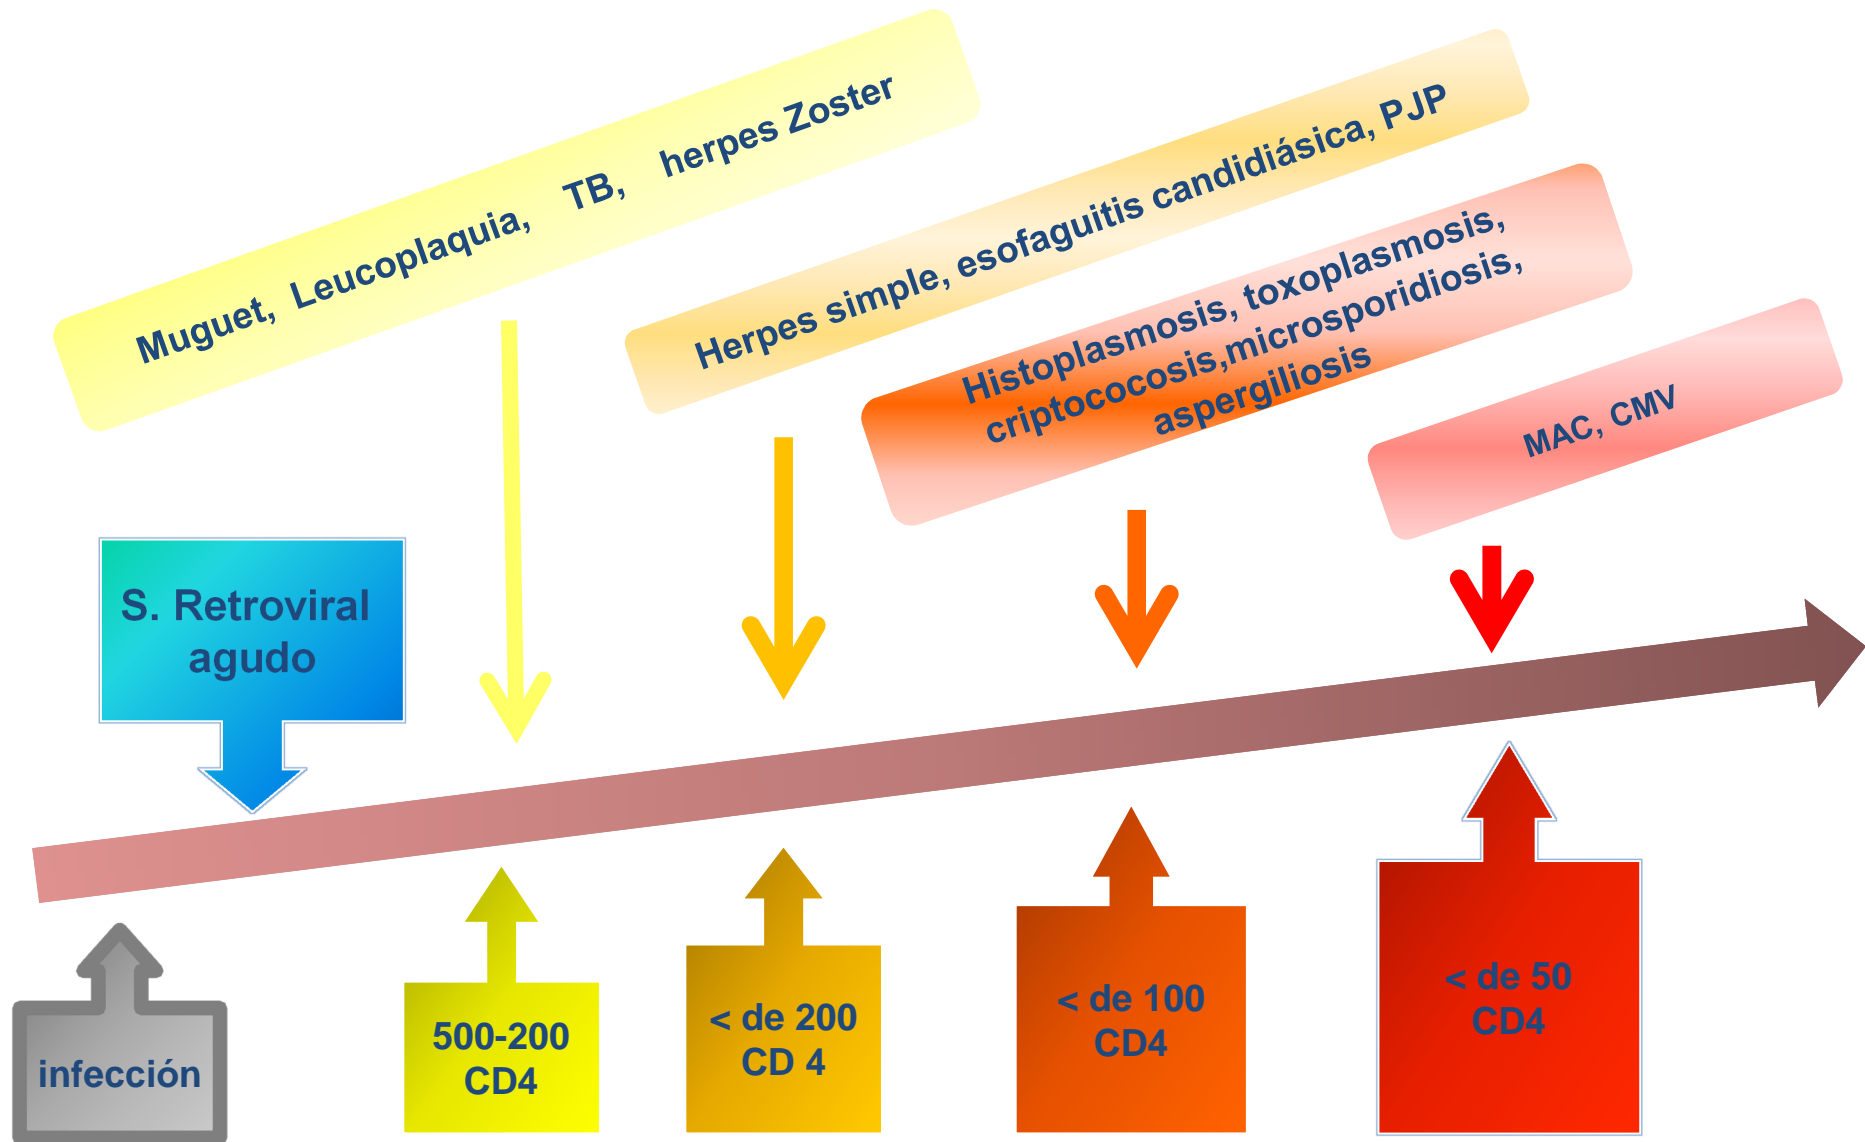 Muguet, Leucoplaquia, TB, herpes Zoster
Herpes simple, esofaguitis candidiásica, PJP
Histoplasmosis, toxoplasmosis,
criptococosis,microsporidiosis,
aspergiliosis
MAC, CMV
S. Retroviral
agudo
infección
500-200
CD4
< de 200
CD 4
< de 100
CD4
< de 50
CD4